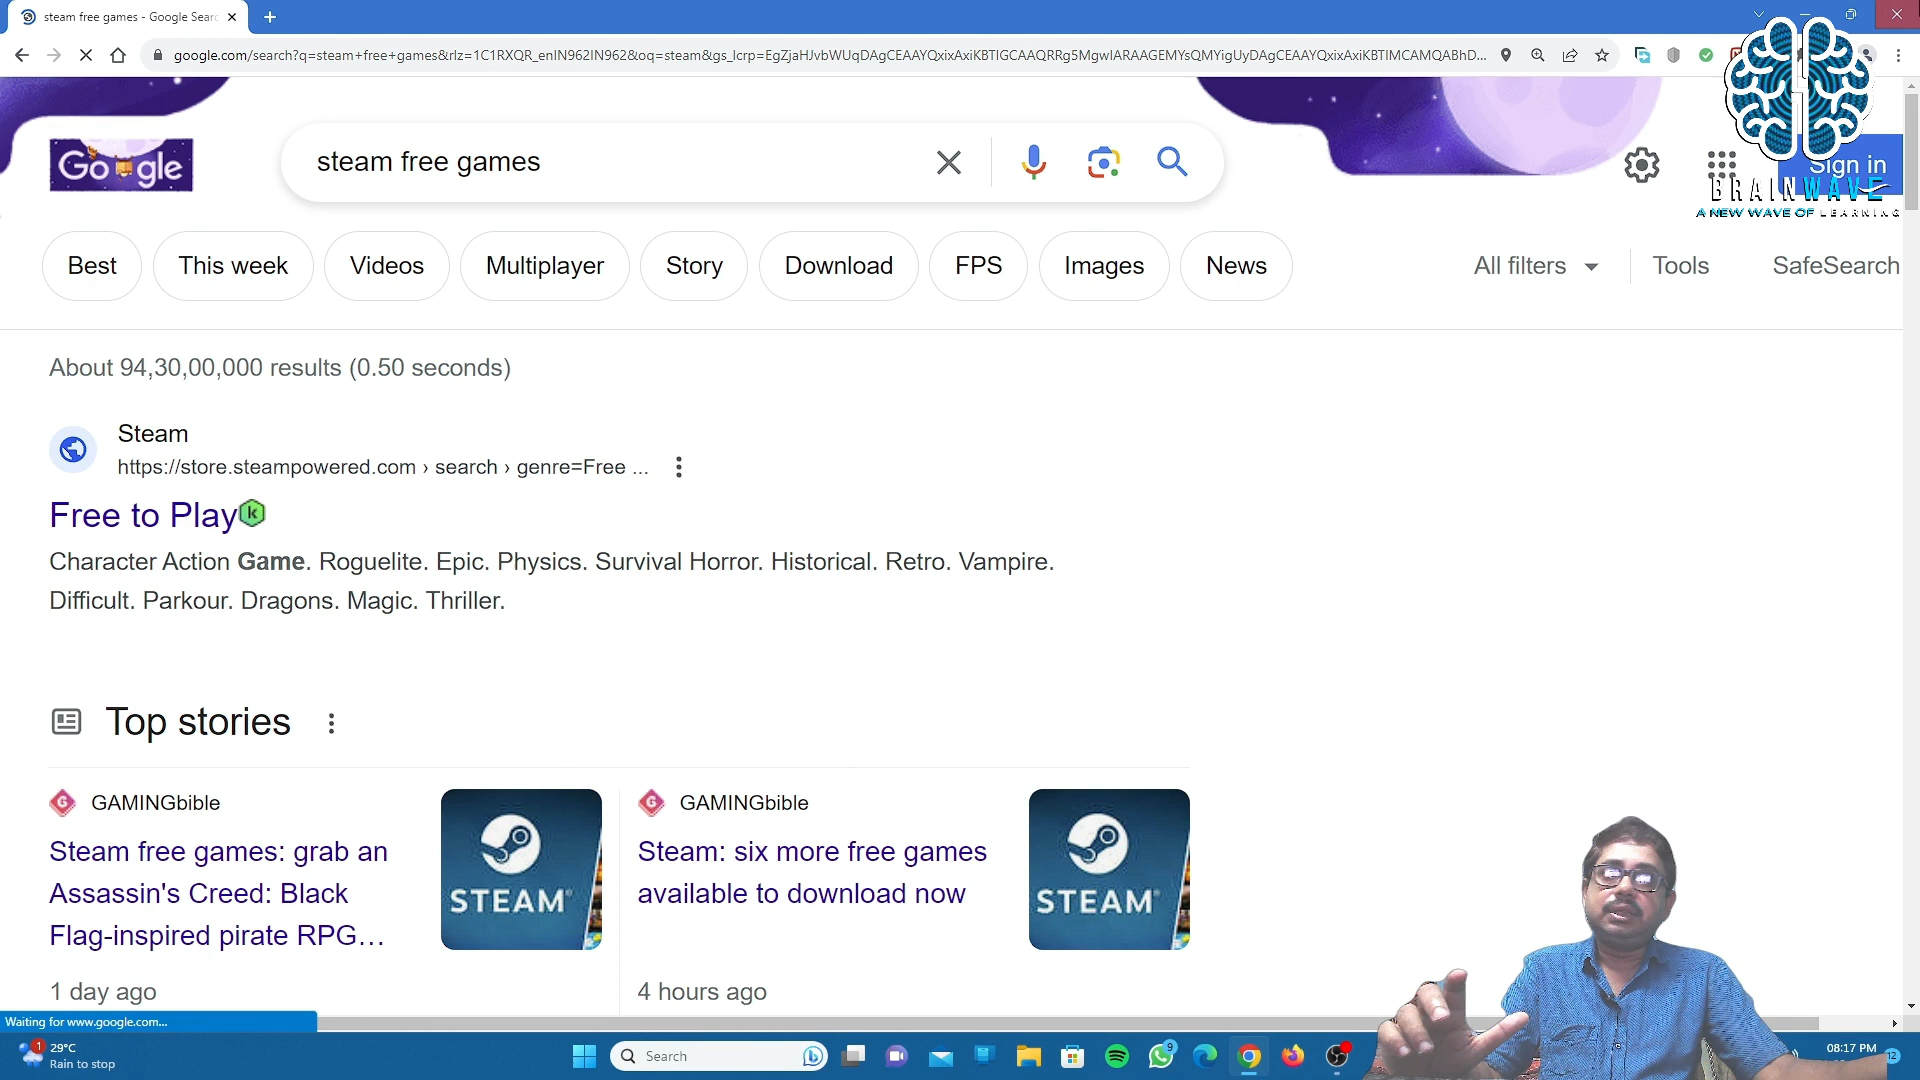 steam free games - Google Searc
google.com/search?q=steam+free+games&rlz=1C1RXQR_enIN962IN962&oq=steam&gs_lcrp=EgZjaHJvbWUqDAgCEAAYQxixAxiKBTIGCAAQRRg5MgwIARAAGEMYsQMYigUyDAgCEAAYQxixAxiKBTIMCAMQABhD...
Google
steam free games
Sign in
BRAINWAVE
A NEW WAVE OF LEARNING
Best
This week
Videos
Multiplayer
Story
Download
FPS
Images
News
All filters
Tools
SafeSearch
About 94,30,00,000 results (0.50 seconds)
Steam
https://store.steampowered.com › search › genre=Free ...
Free to Play
k
Character Action Game. Roguelite. Epic. Physics. Survival Horror. Historical. Retro. Vampire.
Difficult. Parkour. Dragons. Magic. Thriller.
Top stories
G
GAMINGbible
Steam free games: grab an
Assassin's Creed: Black
Flag-inspired pirate RPG...
1 day ago
STEAM
G
GAMINGbible
Steam: six more free games
available to download now
4 hours ago
STEAM
Waiting for www.google.com...
1
29°C
Rain to stop
Search
9
08:17 PM
12